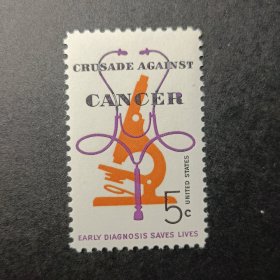 CRUSADE AGAINST
CANCER
5c
UNITED STATES
EARLY DIAGNOSIS SAVES LIVES